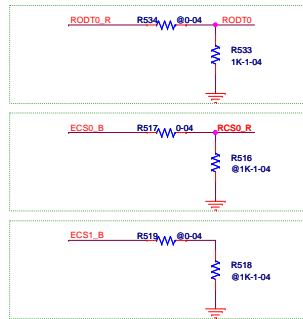 RODT0_R R534 @0-04 RODT0
R533
1K-1-04
ECS0_B R517 0-04 RCS0_R
R516
@1K-1-04
ECS1_B R519 @0-04
R518
@1K-1-04